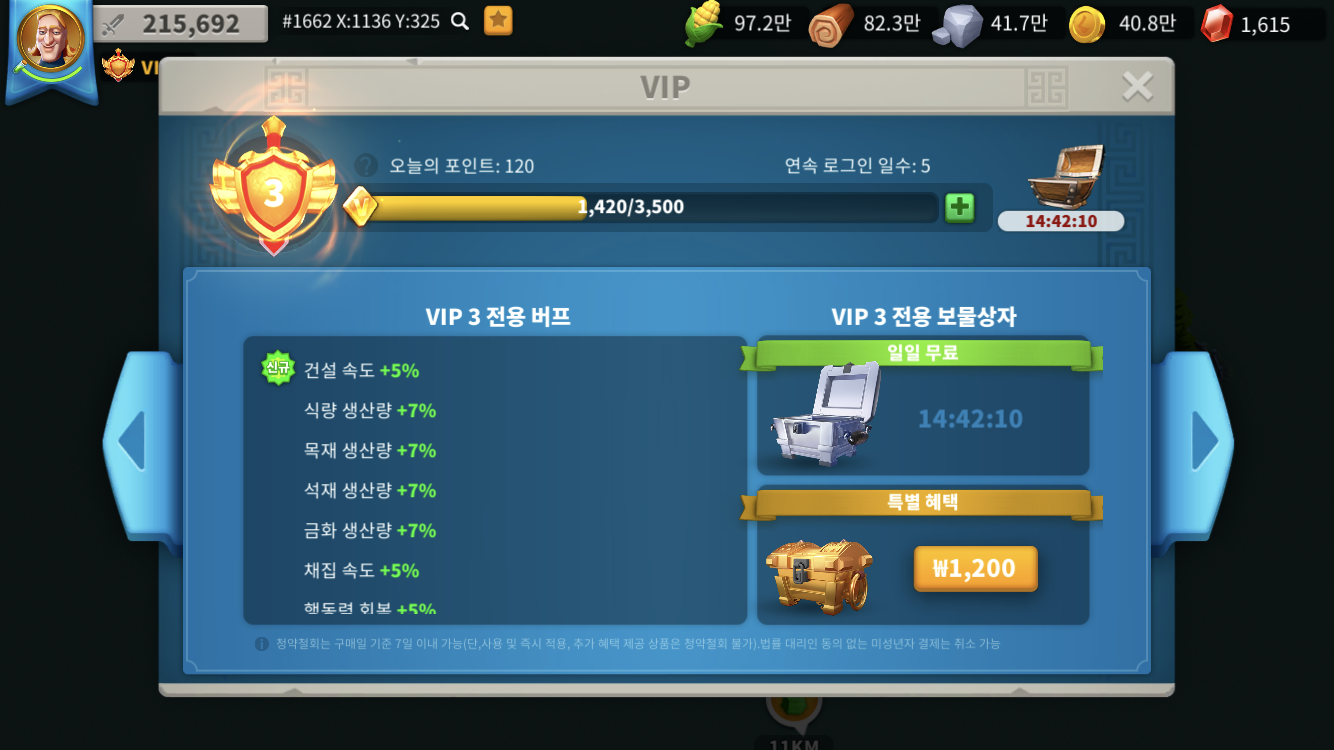 215,692
#1662 X:1136 Y:325
97.2만
82.3만
41.7만
40.8만
1,615
VI
VIP
3
오늘의 포인트: 120
연속 로그인 일수: 5
1,420/3,500
14:42:10
VIP 3 전용 버프
VIP 3 전용 보물상자
신규
건설 속도 +5%
식량 생산량 +7%
목재 생산량 +7%
석재 생산량 +7%
금화 생산량 +7%
채집 속도 +5%
행동력 회복 +5%
일일 무료
14:42:10
특별 혜택
₩1,200
청약철회는 구매일 기준 7일 이내 가능(단,사용 및 즉시 적용, 추가 혜택 제공 상품은 청약철회 불가).법률 대리인 동의 없는 미성년자 결제는 취소 가능
11KM